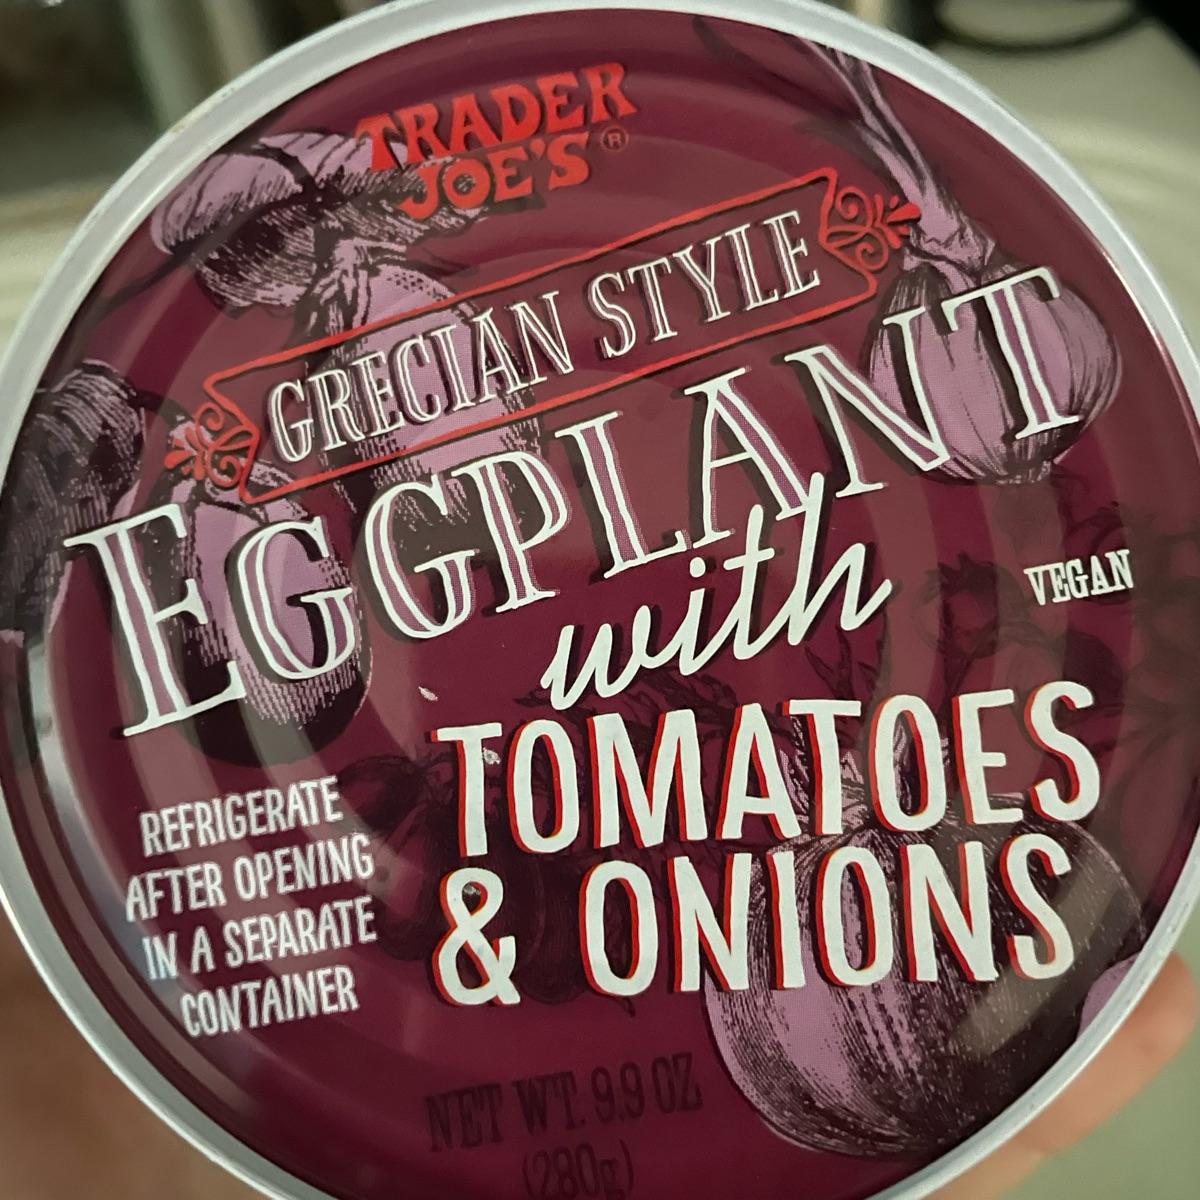 TRADER
JOE'S®
GRECIAN STYLE
EGGPLANT
with
VEGAN
TOMATOES
& ONIONS
REFRIGERATE
AFTER OPENING
IN A SEPARATE
CONTAINER
NET WT. 9.9 OZ
(280g)